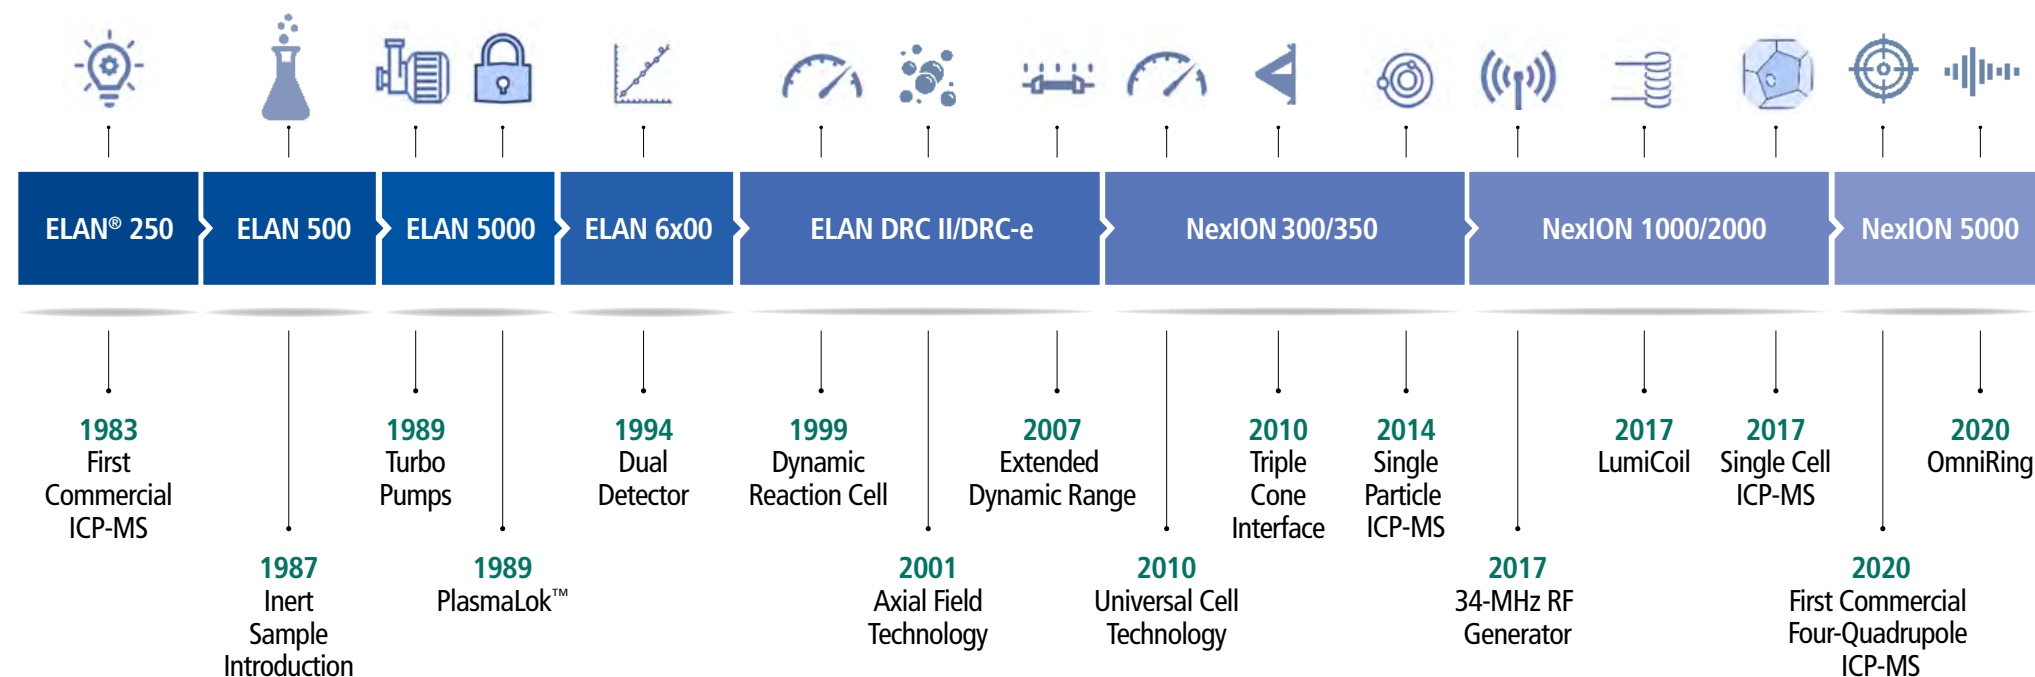 ELAN® 250
ELAN 500
ELAN 5000
ELAN 6x00
ELAN DRC II/DRC-e
NexION 300/350
NexION 1000/2000
NexION 5000
1983
First
Commercial
ICP-MS
1987
Inert
Sample
Introduction
1989
Turbo
Pumps
1989
PlasmaLok™
1994
Dual
Detector
1999
Dynamic
Reaction Cell
2001
Axial Field
Technology
2007
Extended
Dynamic Range
2010
Universal Cell
Technology
2010
Triple
Cone
Interface
2014
Single
Particle
ICP-MS
2017
34-MHz RF
Generator
2017
LumiCoil
2017
Single Cell
ICP-MS
2020
First Commercial
Four-Quadrupole
ICP-MS
2020
OmniRing